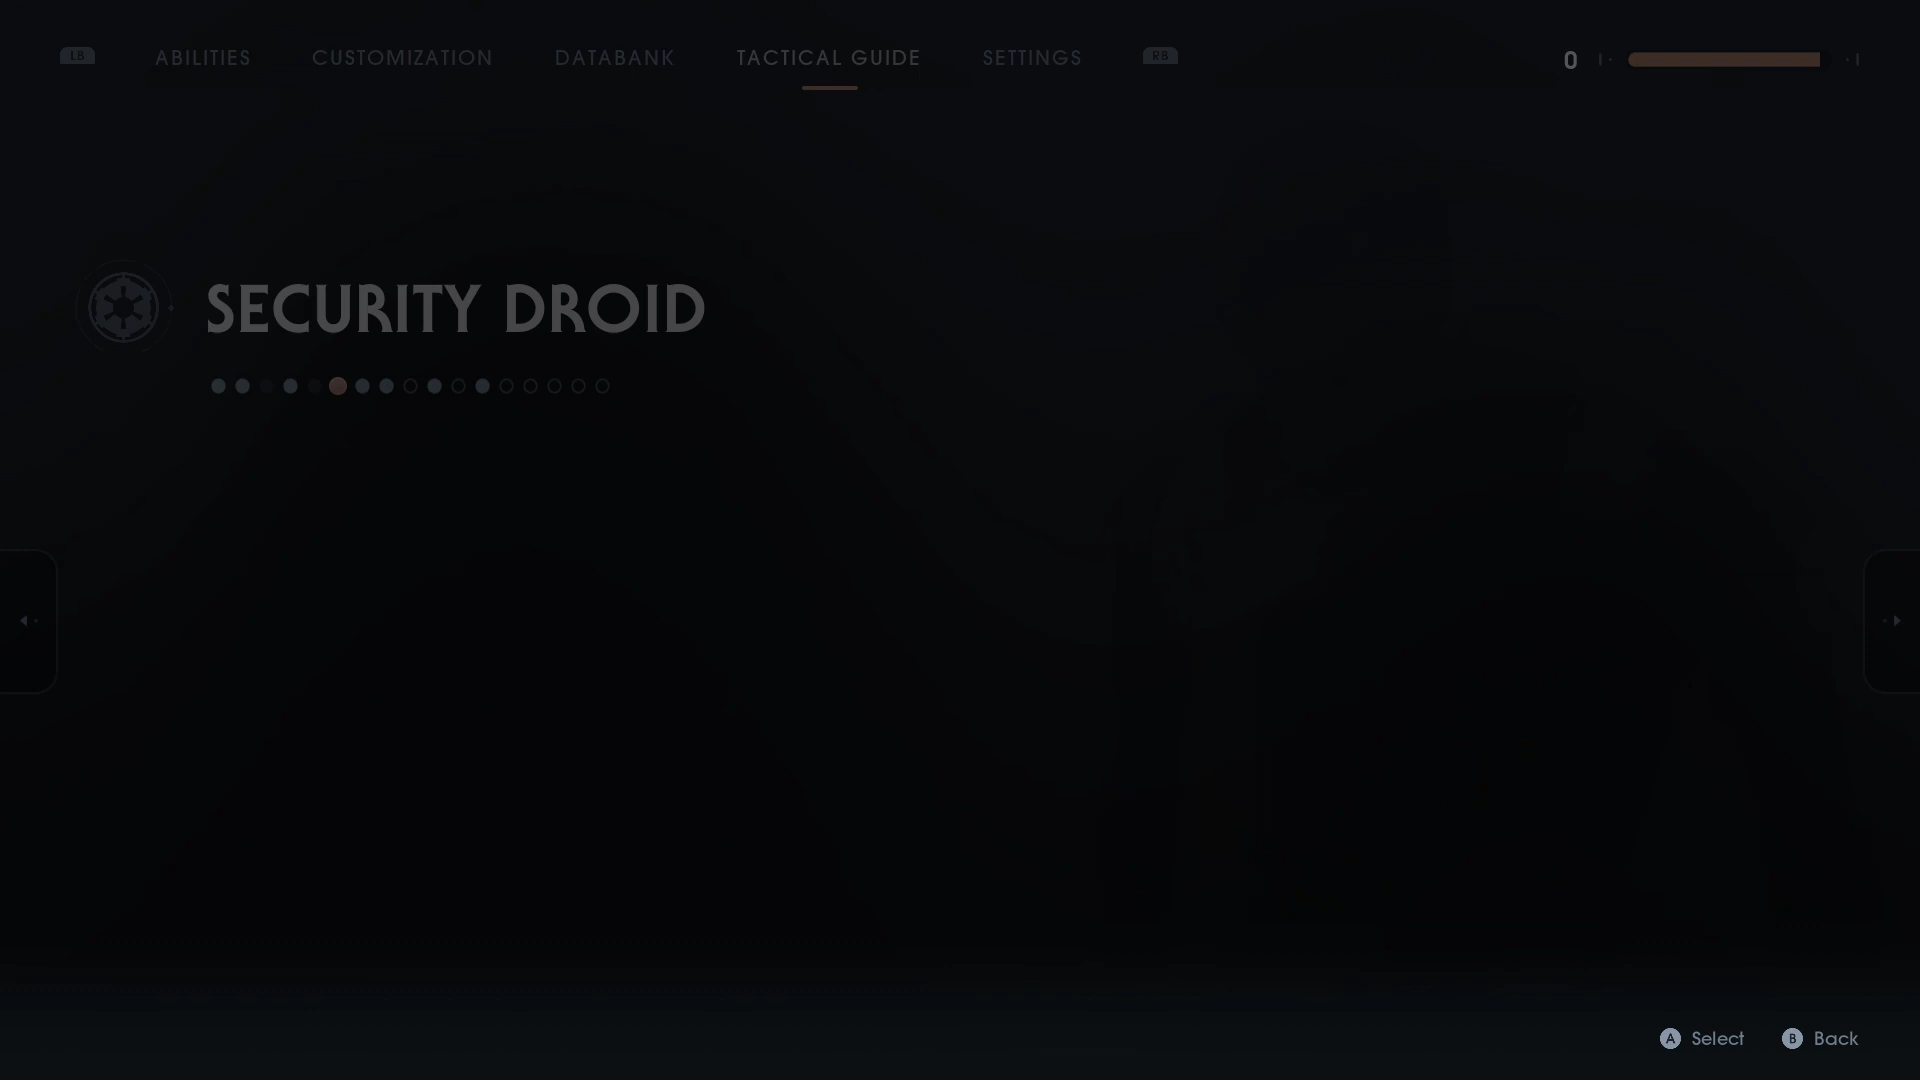 LB ABILITIES CUSTOMIZATION DATABANK TACTICAL GUIDE SETTINGS RB 0
SECURITY DROID
A Select B Back